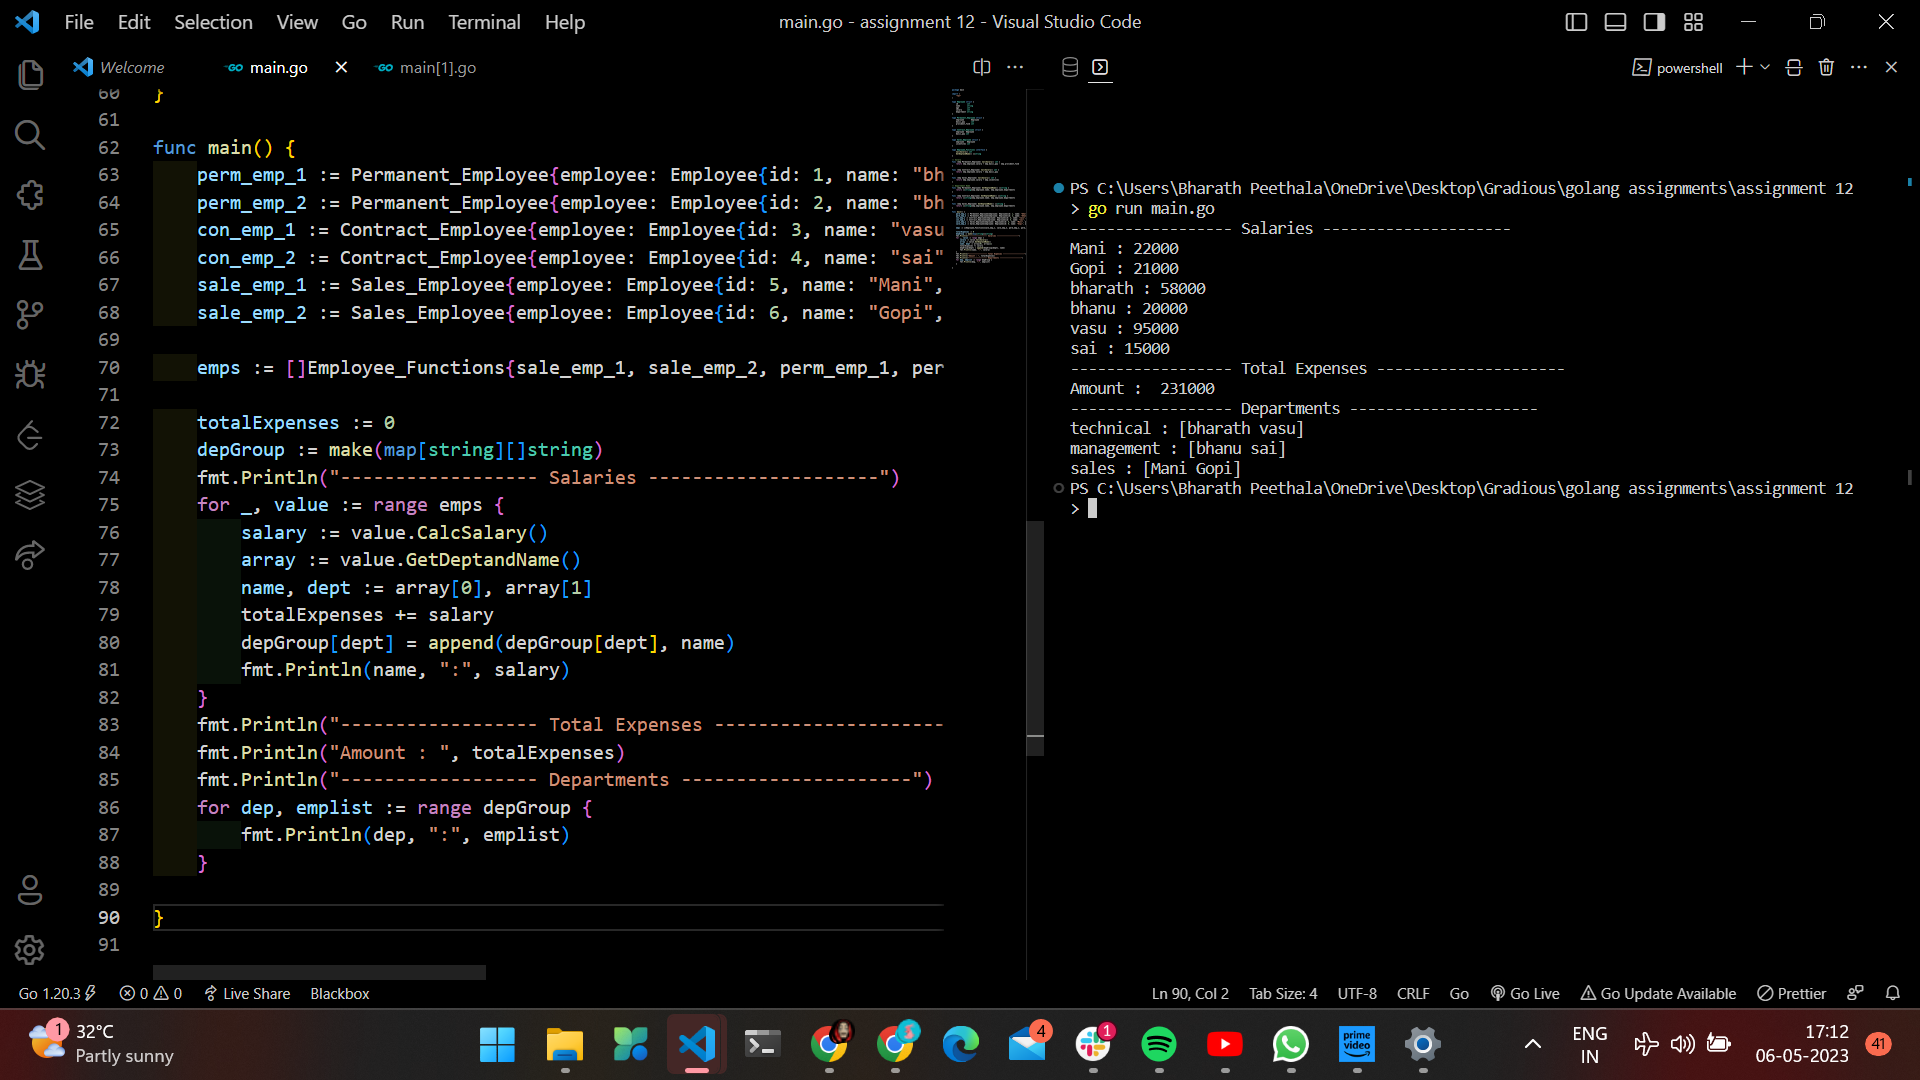 File Edit Selection View Go Run Terminal Help
main.go - assignment 12 - Visual Studio Code
Welcome
main.go
main[1].go
powershell
60 }
61
62 func main() {
63 perm_emp_1 := Permanent_Employee{employee: Employee{id: 1, name: "bh
64 perm_emp_2 := Permanent_Employee{employee: Employee{id: 2, name: "bh
65 con_emp_1 := Contract_Employee{employee: Employee{id: 3, name: "vasu
66 con_emp_2 := Contract_Employee{employee: Employee{id: 4, name: "sai"
67 sale_emp_1 := Sales_Employee{employee: Employee{id: 5, name: "Mani",
68 sale_emp_2 := Sales_Employee{employee: Employee{id: 6, name: "Gopi",
69
70 emps := []Employee_Functions{sale_emp_1, sale_emp_2, perm_emp_1, per
71
72 totalExpenses := 0
73 depGroup := make(map[string][]string)
74 fmt.Println("------------------ Salaries ---------------------")
75 for _, value := range emps {
76 salary := value.CalcSalary()
77 array := value.GetDeptandName()
78 name, dept := array[0], array[1]
79 totalExpenses += salary
80 depGroup[dept] = append(depGroup[dept], name)
81 fmt.Println(name, ":", salary)
82 }
83 fmt.Println("------------------ Total Expenses ---------------------
84 fmt.Println("Amount : ", totalExpenses)
85 fmt.Println("------------------ Departments ---------------------")
86 for dep, emplist := range depGroup {
87 fmt.Println(dep, ":", emplist)
88 }
89
90 }
91
PS C:\Users\Bharath Peethala\OneDrive\Desktop\Gradious\golang assignments\assignment 12
> go run main.go
------------------ Salaries ---------------------
Mani : 22000
Gopi : 21000
bharath : 58000
bhanu : 20000
vasu : 95000
sai : 15000
------------------ Total Expenses ---------------------
Amount :  231000
------------------ Departments ---------------------
technical : [bharath vasu]
management : [bhanu sai]
sales : [Mani Gopi]
PS C:\Users\Bharath Peethala\OneDrive\Desktop\Gradious\golang assignments\assignment 12
>
Go 1.20.3 0 0 Live Share Blackbox
Ln 90, Col 2 Tab Size: 4 UTF-8 CRLF Go Go Live Go Update Available Prettier
1 32°C
Partly sunny
4
1
prime video
ENG
IN
17:12
06-05-2023
41